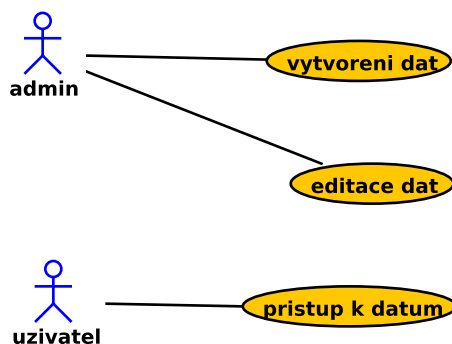 vytvoreni dat
admin
editace dat
pristup k datum
uzivatel